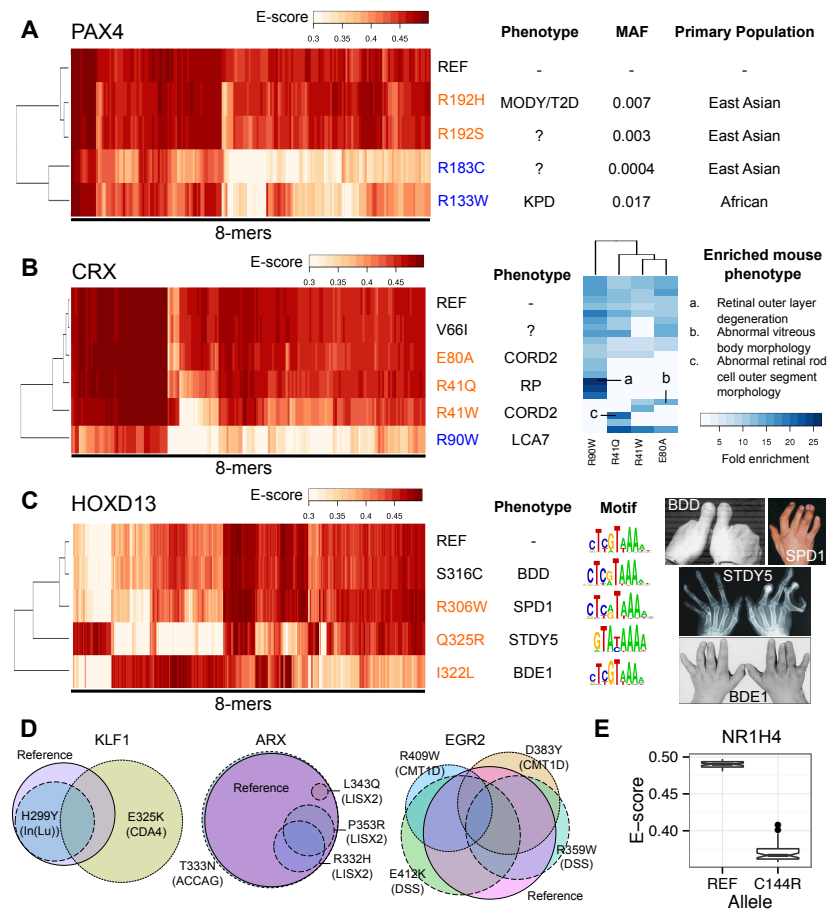 A
PAX4
E-score
0.3 0.4 0.45
Phenotype MAF Primary Population
REF - - -
R192H MODY/T2D 0.007 East Asian
R192S ? 0.003 East Asian
R183C ? 0.0004 East Asian
R133W KPD 0.017 African
8-mers
B
CRX
E-score
0.3 0.4 0.45
Phenotype
REF -
V66I ?
E80A CORD2
R41Q RP
R41W CORD2
R90W LCA7
8-mers
a
b
c
R90W R41Q R41W E80A
Enriched mouse
phenotype
a. Retinal outer layer
degeneration
b. Abnormal vitreous
body morphology
c. Abnormal retinal rod
cell outer segment
morphology
5 10 15 20 25
Fold enrichment
C
HOXD13
E-score
0.3 0.4 0.45
Phenotype Motif
REF -
S316C BDD
R306W SPD1
Q325R STDY5
I322L BDE1
8-mers
BDD
SPD1
STDY5
BDE1
D
KLF1
Reference
H299Y
(In(Lu))
E325K
(CDA4)
ARX
Reference
L343Q
(LISX2)
P353R
(LISX2)
R332H
(LISX2)
T333N
(ACCAG)
EGR2
R409W
(CMT1D)
D383Y
(CMT1D)
R359W
(DSS)
E412K
(DSS)
Reference
E
NR1H4
E-score
0.50
0.45
0.40
REF C144R
Allele